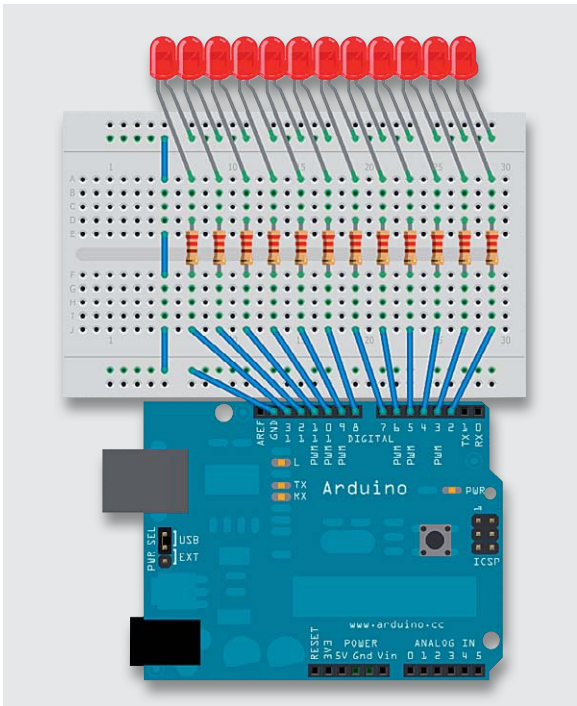 1 10 15 20 25 30
A
B
C
D
E
F
G
H
I
J
1 10 15 20 25 30
AREF
GND
13
12
11
10
9
8
7
6
5
4
3
2
1
0
PWM
PWM
PWM
PWM
PWM
PWM
TX
RX
DIGITAL
L
TX
RX
Arduino
PWR
1
ICSP
PWR SEL
USB
EXT
www.arduino.cc
POWER
ANALOG IN
RESET
3V3
5V Gnd Vin
0 1 2 3 4 5